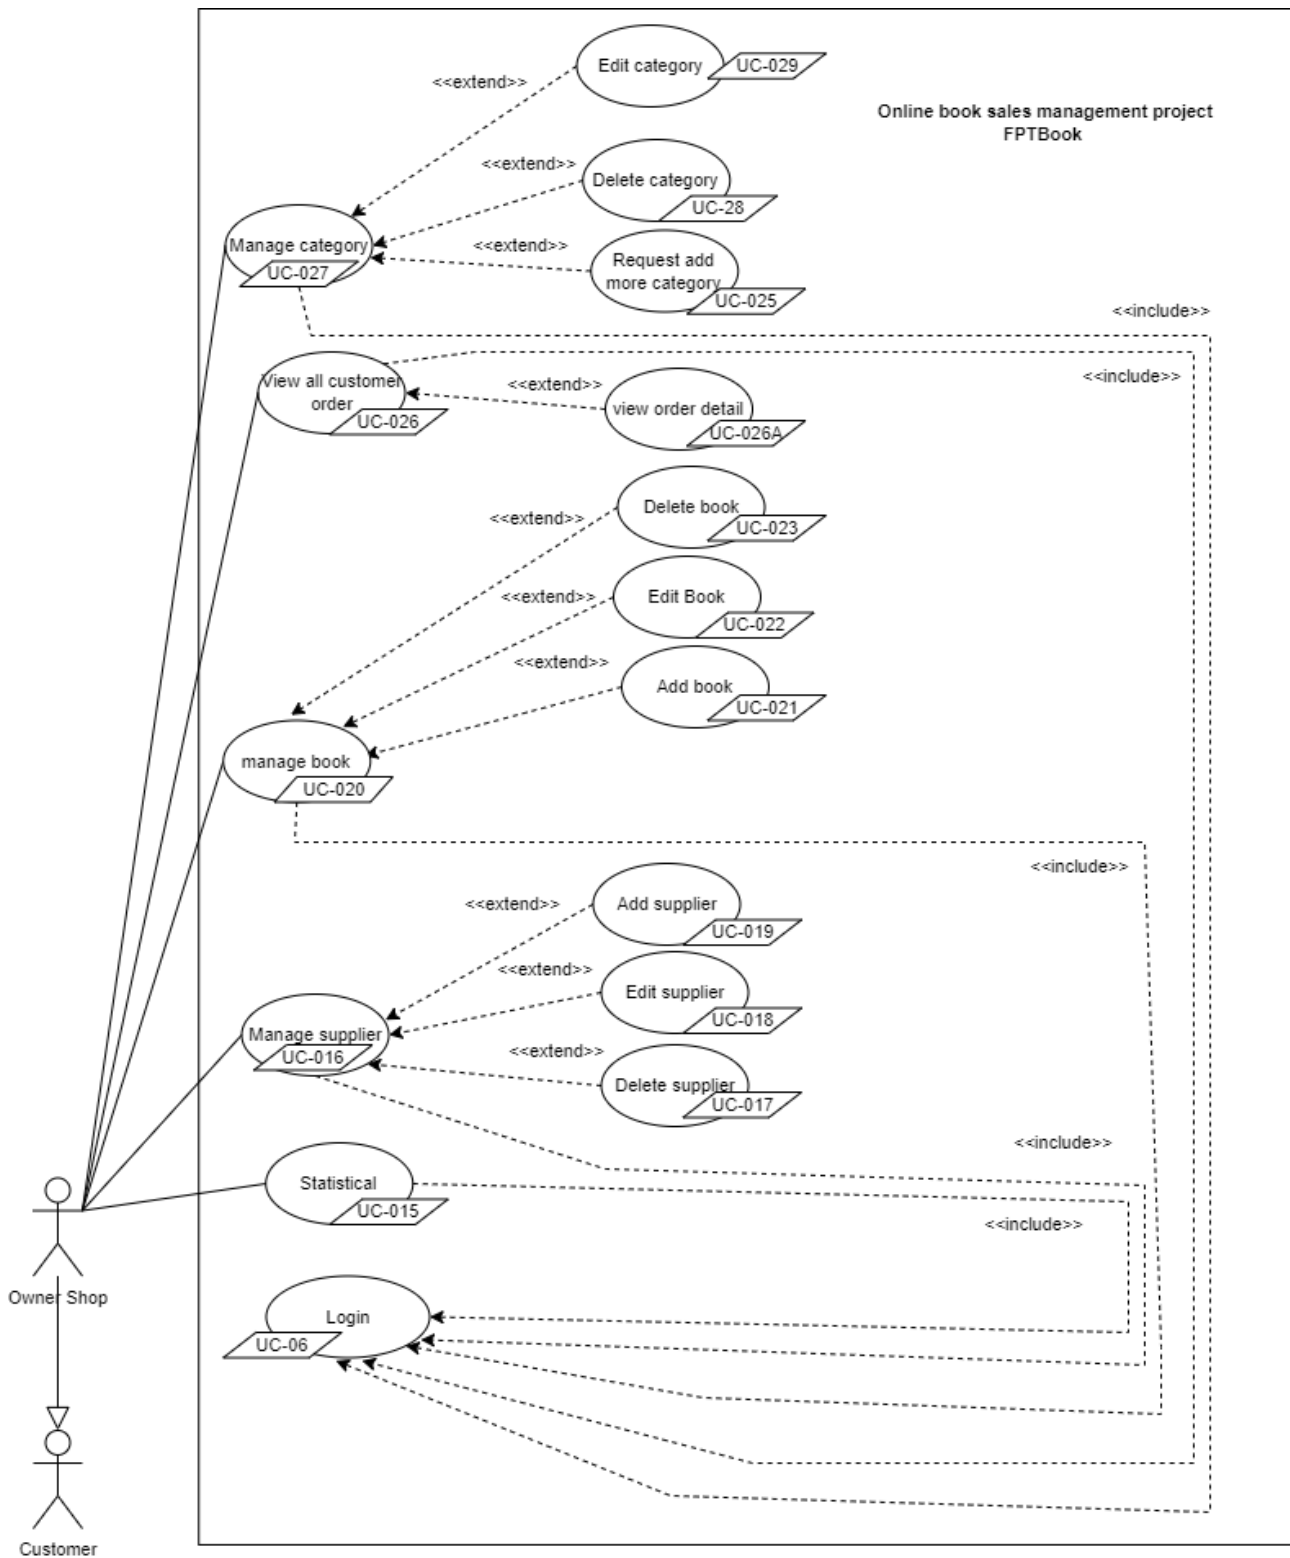 Edit category
UC-029
<<extend>>
Online book sales management project
FPTBook
<<extend>>
Delete category
UC-28
Manage category
UC-027
<<extend>>
Request add
more category
UC-025
<<include>>
View all customer
order
UC-026
<<extend>>
view order detail
UC-026A
<<include>>
Delete book
UC-023
<<extend>>
Edit Book
UC-022
<<extend>>
<<extend>>
Add book
UC-021
manage book
UC-020
<<include>>
Add supplier
UC-019
<<extend>>
<<extend>>
Edit supplier
UC-018
Manage supplier
UC-016
<<extend>>
Delete supplier
UC-017
<<include>>
Statistical
UC-015
<<include>>
Owner Shop
Login
UC-06
Customer